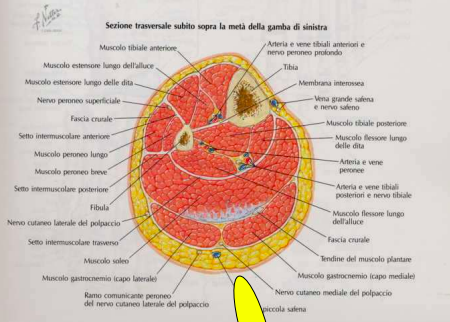 Sezione trasversale subito sopra la metà della gamba di sinistra
Muscolo tibiale anteriore
Muscolo estensore lungo dell'alluce
Muscolo estensore lungo delle dita
Nervo peroneo superficiale
Fascia crurale
Setto intermuscolare anteriore
Muscolo peroneo lungo
Muscolo peroneo breve
Setto intermuscolare posteriore
Fibula
Nervo cutaneo laterale del polpaccio
Setto intermuscolare trasverso
Muscolo soleo
Muscolo gastrocnemio (capo laterale)
Ramo comunicante peroneo
del nervo cutaneo laterale del polpaccio
Arteria e vene tibiali anteriori e
nervo peroneo profondo
Tibia
Membrana interossea
Vena grande safena
e nervo safeno
Muscolo tibiale posteriore
Muscolo flessore lungo
delle dita
Arteria e vene
peronee
Arteria e vene tibiali
posteriori e nervo tibiale
Muscolo flessore lungo
dell'alluce
Fascia crurale
Tendine del muscolo plantare
Muscolo gastrocnemio (capo mediale)
Nervo cutaneo mediale del polpaccio
piccola safena